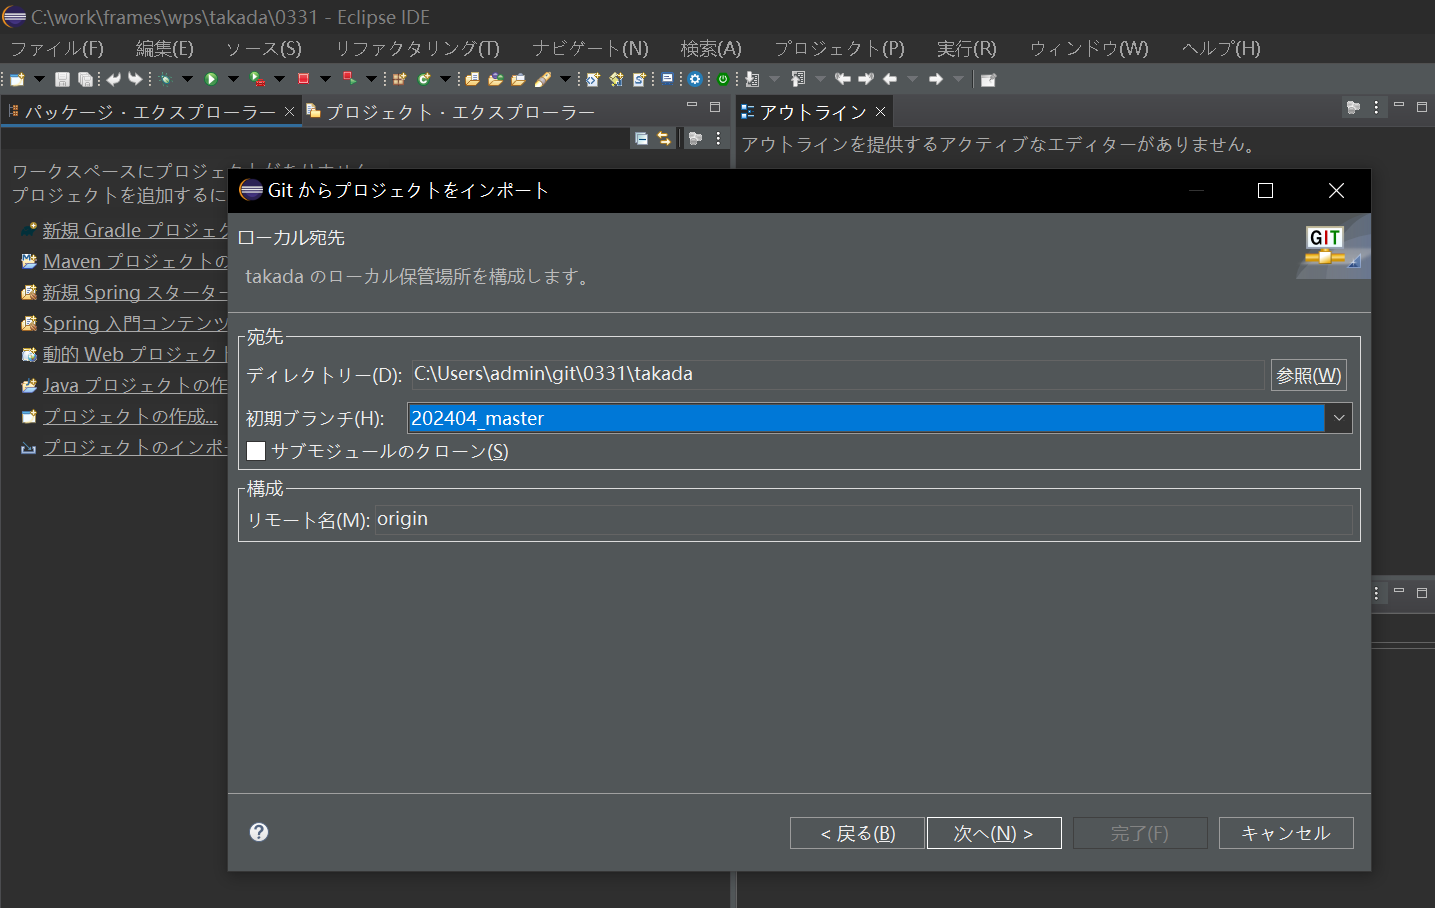 C:\work\frames\wps\takada\0331 - Eclipse IDE
ファイル(F) 編集(E) ソース(S) リファクタリング(T) ナビゲート(N) 検索(A) プロジェクト(P) 実行(R) ウィンドウ(W) ヘルプ(H)
パッケージ・エクスプローラー × プロジェクト・エクスプローラー
アウトライン ×
アウトラインを提供するアクティブなエディターがありません。
ワークスペースにプロジェクトがありません
プロジェクトを追加するに
新規 Gradle プロジェク
Maven プロジェクトの
新規 Spring スターター
Spring 入門コンテンツ
動的 Web プロジェクト
Java プロジェクトの作
プロジェクトの作成...
プロジェクトのインポー
Git からプロジェクトをインポート
ローカル宛先
takada のローカル保管場所を構成します。
GIT
宛先
ディレクトリー(D): C:\Users\admin\git\0331\takada 参照(W)
初期ブランチ(H): 202404_master
サブモジュールのクローン(S)
構成
リモート名(M): origin
< 戻る(B) 次へ(N) > 完了(F) キャンセル